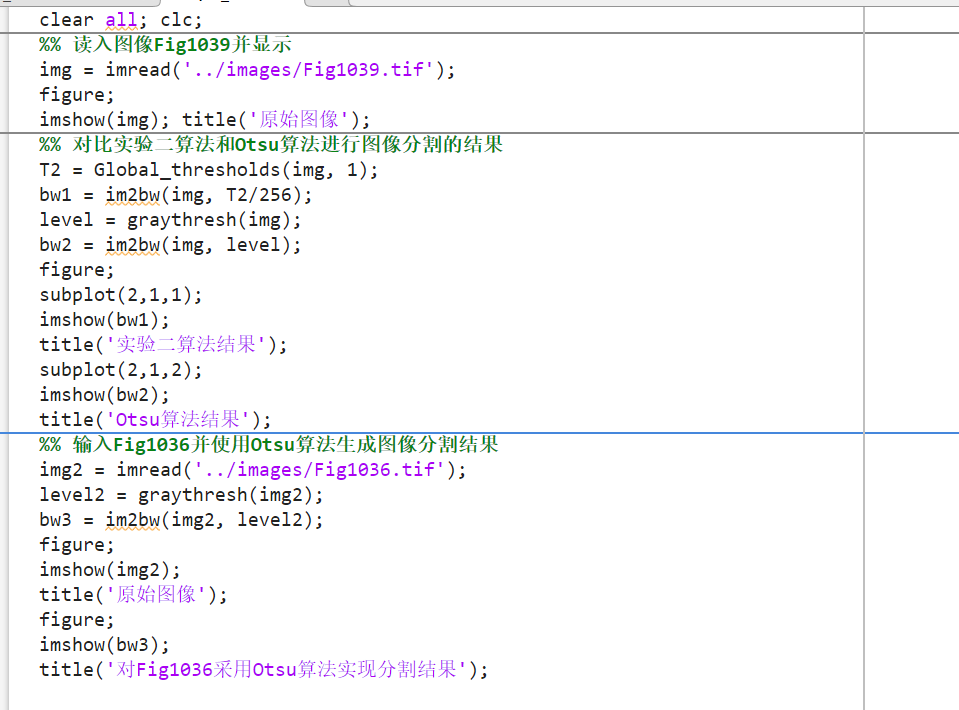 clear all; clc;
%% 读入图像Fig1039并显示
img = imread('../images/Fig1039.tif');
figure;
imshow(img); title('原始图像');
%% 对比实验二算法和Otsu算法进行图像分割的结果
T2 = Global_thresholds(img, 1);
bw1 = im2bw(img, T2/256);
level = graythresh(img);
bw2 = im2bw(img, level);
figure;
subplot(2,1,1);
imshow(bw1);
title('实验二算法结果');
subplot(2,1,2);
imshow(bw2);
title('Otsu算法结果');
%% 输入Fig1036并使用Otsu算法生成图像分割结果
img2 = imread('../images/Fig1036.tif');
level2 = graythresh(img2);
bw3 = im2bw(img2, level2);
figure;
imshow(img2);
title('原始图像');
figure;
imshow(bw3);
title('对Fig1036采用Otsu算法实现分割结果');